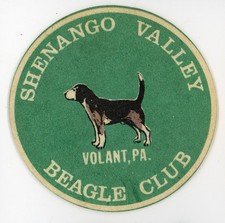 SHENANGO VALLEY
VOLANT, PA.
BEAGLE CLUB